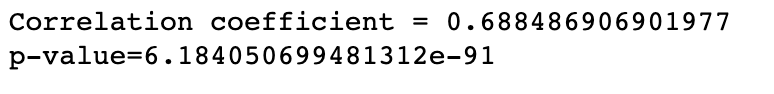 Correlation coefficient = 0.688486906901977
p-value=6.184050699481312e-91